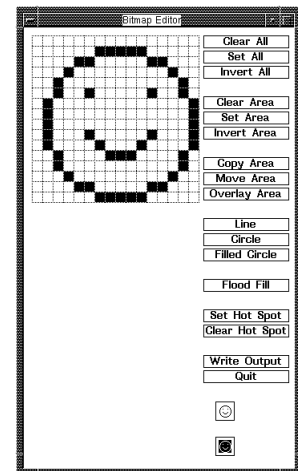 Bitmap Editor
Clear All
Set All
Invert All
Clear Area
Set Area
Invert Area
Copy Area
Move Area
Overlay Area
Line
Circle
Filled Circle
Flood Fill
Set Hot Spot
Clear Hot Spot
Write Output
Quit